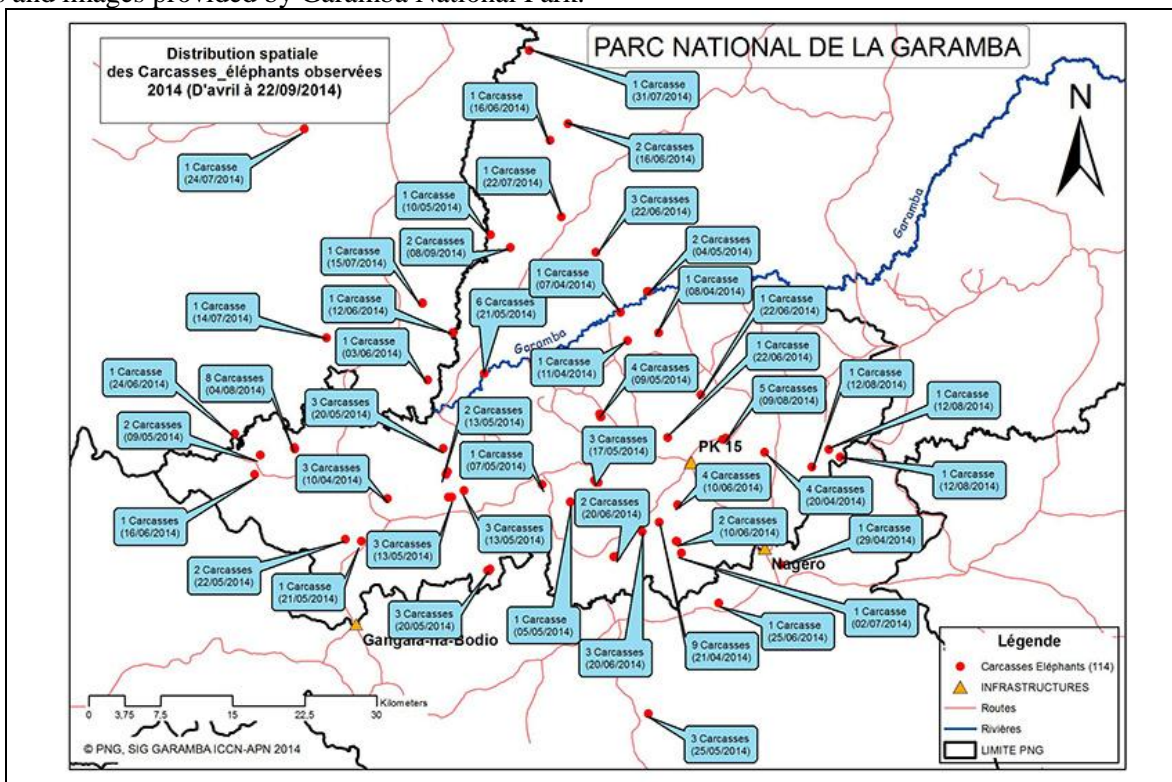 s and images provided by Garamba National Park.
Distribution spatiale
des Carcasses_éléphants observées
2014 (D'avril à 22/09/2014)
PARC NATIONAL DE LA GARAMBA
N
1 Carcasse
(31/07/2014)
1 Carcasse
(16/06/2014)
2 Carcasses
(16/06/2014)
1 Carcasse
(24/07/2014)
1 Carcasse
(22/07/2014)
1 Carcasse
(10/05/2014)
3 Carcasses
(22/06/2014)
Garamba
2 Carcasses
(08/09/2014)
2 Carcasses
(04/05/2014)
1 Carcasse
(15/07/2014)
1 Carcasse
(07/04/2014)
1 Carcasse
(08/04/2014)
1 Carcasse
(12/06/2014)
6 Carcasses
(21/05/2014)
1 Carcasse
(22/06/2014)
1 Carcasse
(14/07/2014)
1 Carcasse
(03/06/2014)
Garamba
1 Carcasse
(11/04/2014)
1 Carcasse
(22/06/2014)
1 Carcasse
(24/06/2014)
8 Carcasses
(04/08/2014)
4 Carcasses
(09/05/2014)
5 Carcasses
(09/08/2014)
1 Carcasse
(12/08/2014)
1 Carcasse
(12/08/2014)
3 Carcasses
(20/05/2014)
2 Carcasses
(13/05/2014)
2 Carcasses
(09/05/2014)
3 Carcasses
(17/05/2014)
PK 15
1 Carcasse
(07/05/2014)
1 Carcasse
(12/08/2014)
3 Carcasses
(10/04/2014)
4 Carcasses
(10/06/2014)
4 Carcasses
(20/04/2014)
1 Carcasse
(16/06/2014)
2 Carcasses
(20/06/2014)
3 Carcasses
(13/05/2014)
3 Carcasses
(13/05/2014)
2 Carcasses
(10/06/2014)
1 Carcasse
(29/04/2014)
2 Carcasses
(22/05/2014)
1 Carcasse
(21/05/2014)
Nagero
3 Carcasses
(20/05/2014)
1 Carcasse
(05/05/2014)
1 Carcasse
(02/07/2014)
Gangala-na-Bodio
3 Carcasses
(20/06/2014)
9 Carcasses
(21/04/2014)
1 Carcasse
(25/06/2014)
3 Carcasses
(25/05/2014)
Légende
Carcasses Eléphants (114)
INFRASTRUCTURES
Routes
Rivières
LIMITE PNG
Kilometers
0 3,75 7,5 15 22,5 30
© PNG, SIG GARAMBA ICCN-APN 2014